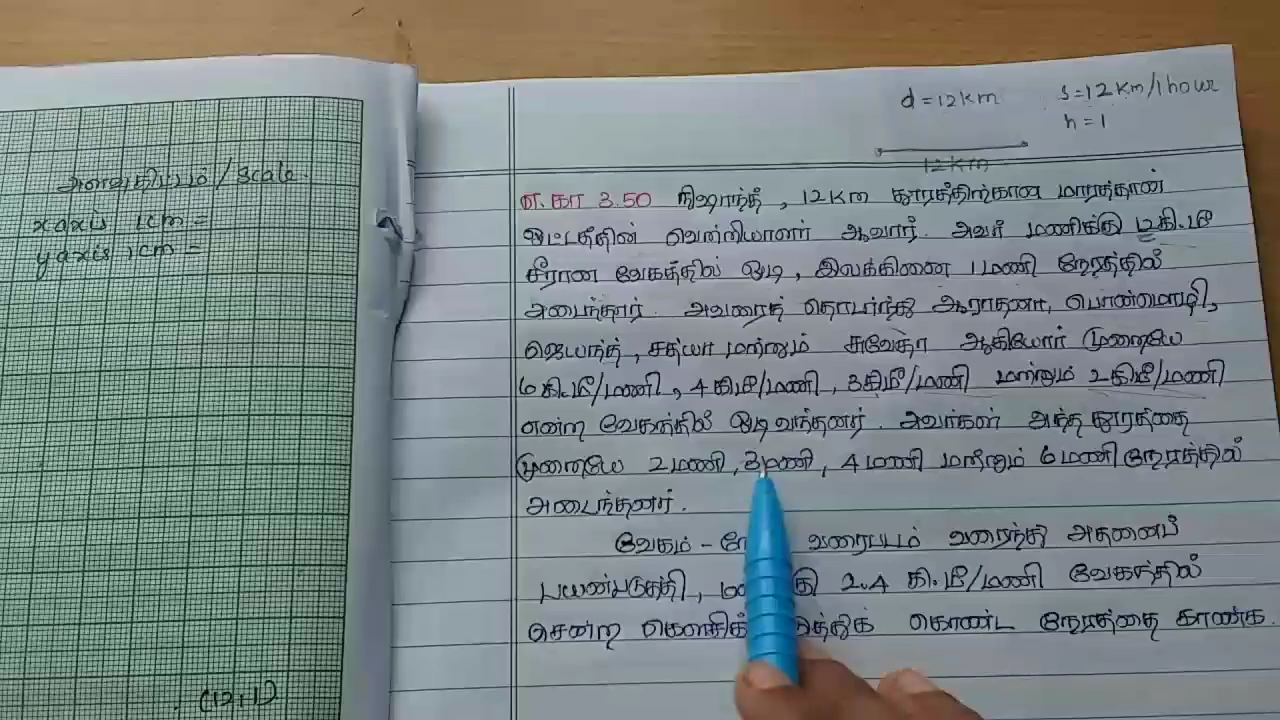 அளவுதிட்டம் / Scale.
x axis 1cm =
y axis 1cm =
(12,1)
d = 12 km
s = 12 km/1 hour
h = 1
12 KM
எ.கா 3.50 நிஷாந்த், 12 Km தூரத்திற்கான மாரத்தான்
ஓட்டத்தின் வெற்றியாளர் ஆவார். அவர் மணிக்கு 12 கி.மீ
சீரான வேகத்தில் ஓடி, இலக்கினை 1 மணி நேரத்தில்
அடைந்தார். அவரைத் தொடர்ந்து ஆராதனா, பொன்மொழி,
ஜெயந்த், சத்யா மற்றும் சுவேதா ஆகியோர் முறையே
6 கி.மீ/மணி, 4 கி.மீ/மணி, 3 கி.மீ/மணி மற்றும் 2 கி.மீ/மணி
என்ற வேகத்தில் ஓடி வந்தனர். அவர்கள் அந்த தூரத்தை
முறையே 2 மணி, 3 மணி, 4 மணி மற்றும் 6 மணி நேரத்தில்
அடைந்தனர்.
வேகம் - வரைபடம் வரைந்து அதனைப்
பயன்படுத்தி, 2.4 கி.மீ/மணி வேகத்தில்
சென்ற கௌசிக் கொண்ட நேரத்தை காண்க.